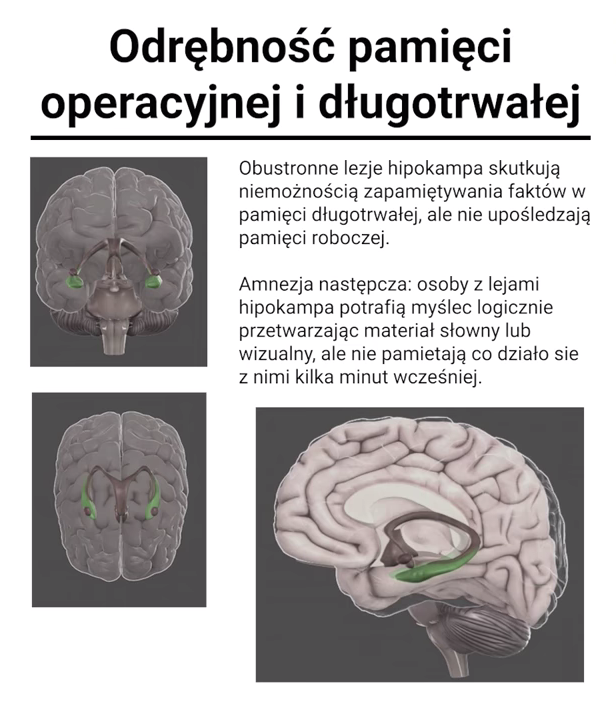 Odrębność pamięci
operacyjnej i długotrwałej
Obustronne lezje hipokampa skutkują
niemożnością zapamiętywania faktów w
pamięci długotrwałej, ale nie upośledzają
pamięci roboczej.
Amnezja następcza: osoby z lejami
hipokampa potrafią myślec logicznie
przetwarzając materiał słowny lub
wizualny, ale nie pamietają co działo sie
z nimi kilka minut wcześniej.